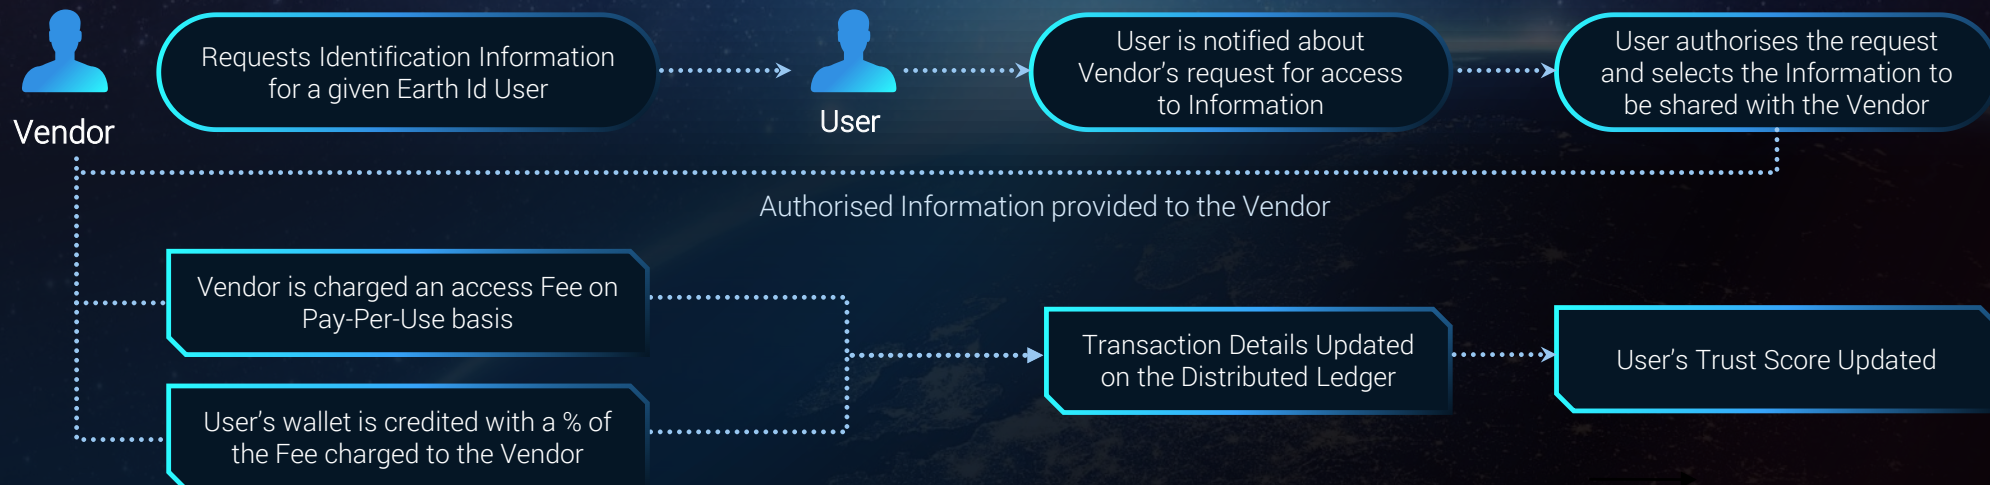 Requests Identification Information
for a given Earth Id User
User is notified about
Vendor's request for access
to Information
User authorises the request
and selects the Information to
be shared with the Vendor
Vendor
User
Authorised Information provided to the Vendor
Vendor is charged an access Fee on
Pay-Per-Use basis
User's wallet is credited with a % of
the Fee charged to the Vendor
Transaction Details Updated
on the Distributed Ledger
User's Trust Score Updated